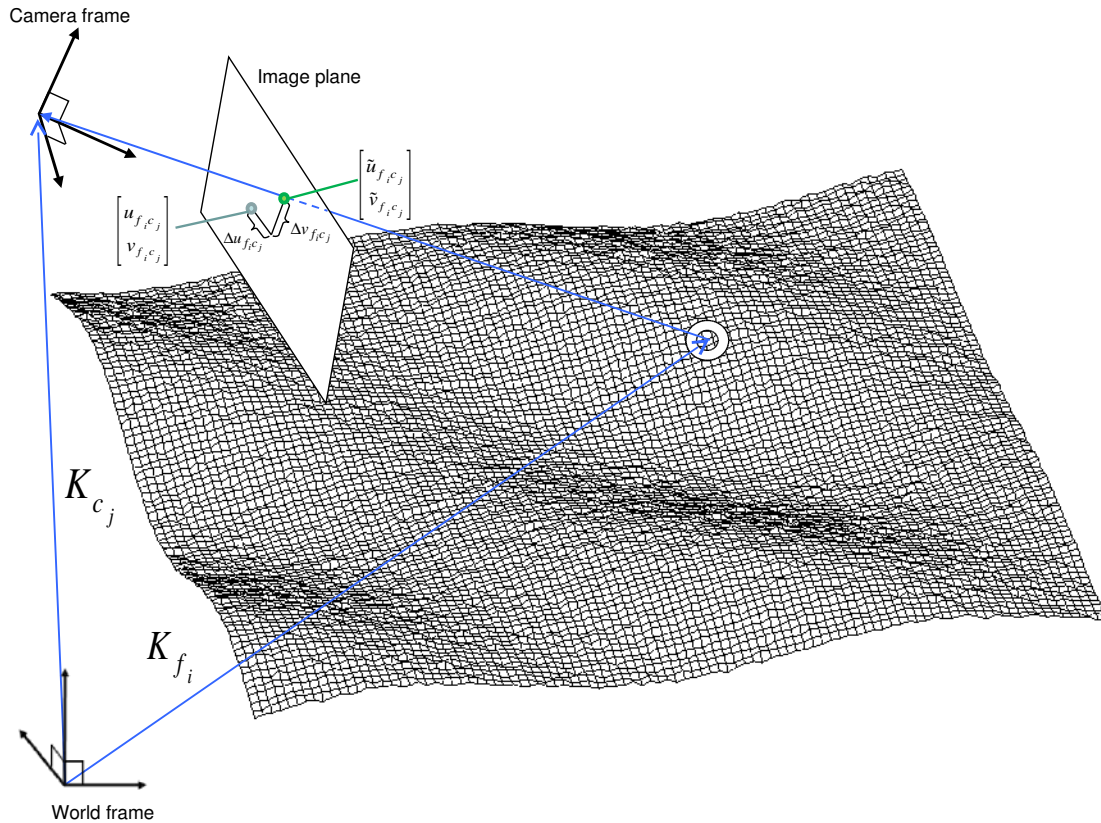 Camera frame
Image plane
[ũ_{f_i c_j}
ṽ_{f_i c_j}]
[u_{f_i c_j}
v_{f_i c_j}]
Δu_{f_i c_j} Δv_{f_i c_j}
K_{c_j}
K_{f_i}
World frame